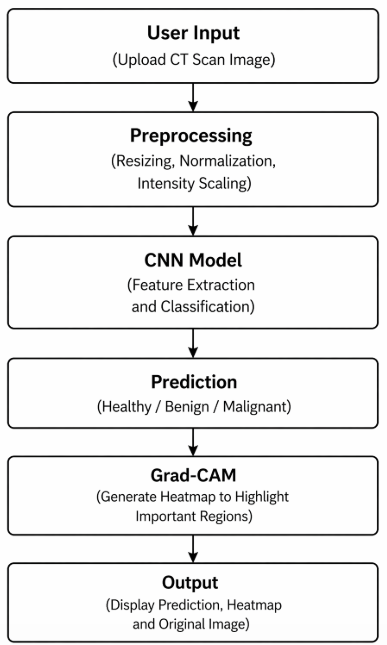 User Input
(Upload CT Scan Image)
Preprocessing
(Resizing, Normalization,
Intensity Scaling)
CNN Model
(Feature Extraction
and Classification)
Prediction
(Healthy / Benign / Malignant)
Grad-CAM
(Generate Heatmap to Highlight
Important Regions)
Output
(Display Prediction, Heatmap
and Original Image)